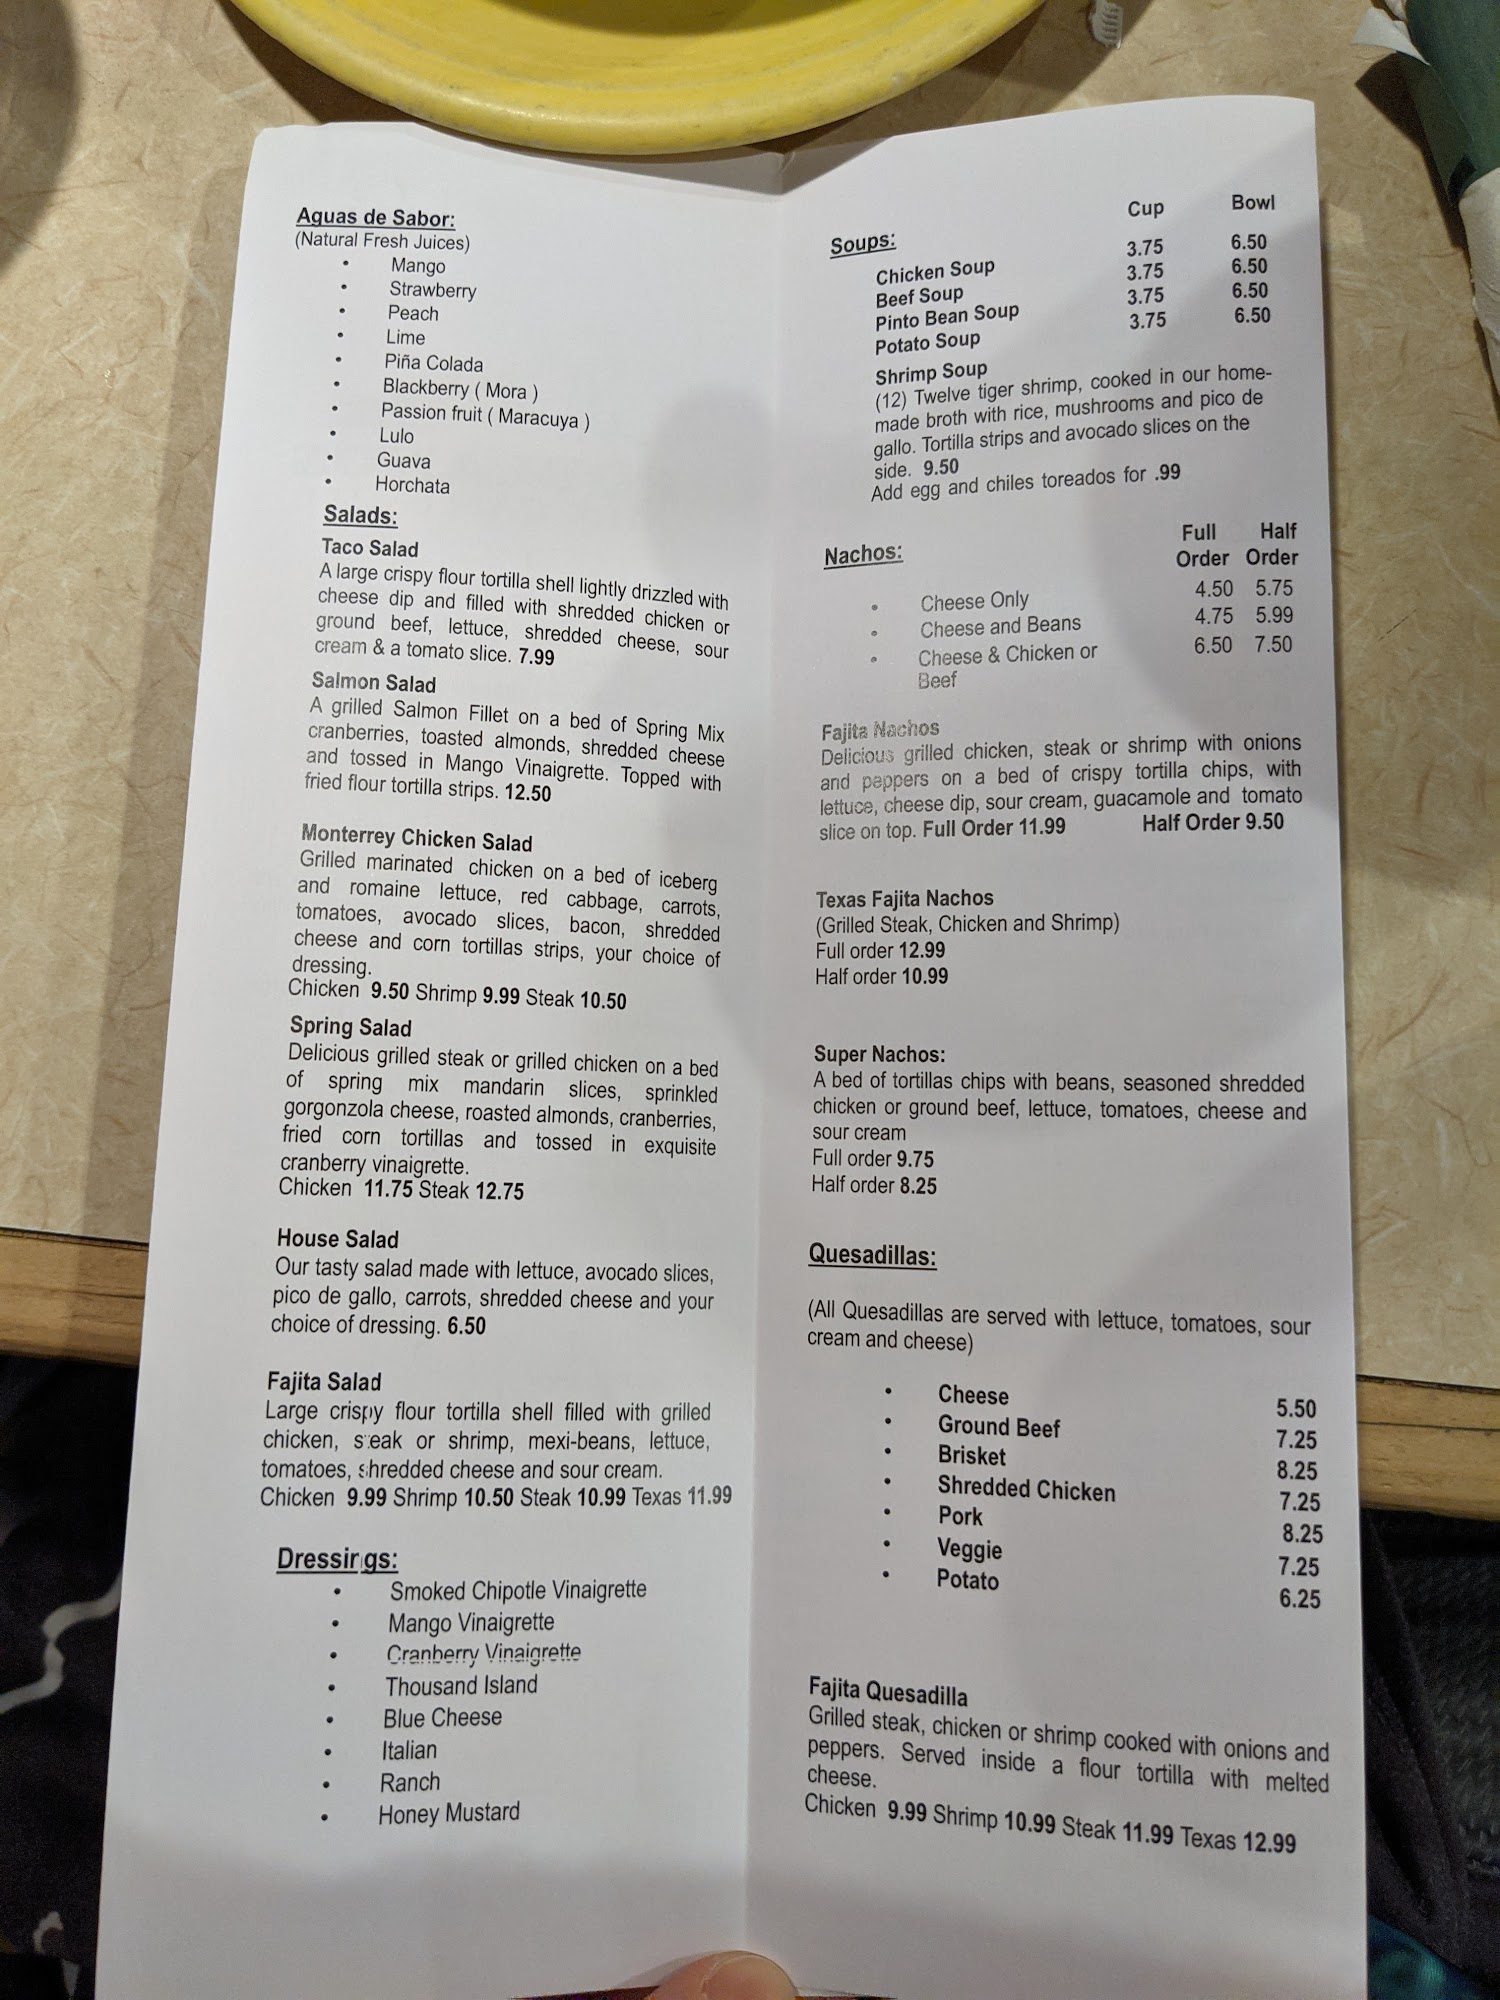 Aguas de Sabor:
(Natural Fresh Juices)
• Mango
• Strawberry
• Peach
• Lime
• Piña Colada
• Blackberry ( Mora )
• Passion fruit ( Maracuya )
• Lulo
• Guava
• Horchata
Salads:
Taco Salad
A large crispy flour tortilla shell lightly drizzled with
cheese dip and filled with shredded chicken or
ground beef, lettuce, shredded cheese, sour
cream & a tomato slice. 7.99
Salmon Salad
A grilled Salmon Fillet on a bed of Spring Mix
cranberries, toasted almonds, shredded cheese
and tossed in Mango Vinaigrette. Topped with
fried flour tortilla strips. 12.50
Monterrey Chicken Salad
Grilled marinated chicken on a bed of iceberg
and romaine lettuce, red cabbage, carrots,
tomatoes, avocado slices, bacon, shredded
cheese and corn tortillas strips, your choice of
dressing.
Chicken 9.50 Shrimp 9.99 Steak 10.50
Spring Salad
Delicious grilled steak or grilled chicken on a bed
of spring mix mandarin slices, sprinkled
gorgonzola cheese, roasted almonds, cranberries,
fried corn tortillas and tossed in exquisite
cranberry vinaigrette.
Chicken 11.75 Steak 12.75
House Salad
Our tasty salad made with lettuce, avocado slices,
pico de gallo, carrots, shredded cheese and your
choice of dressing. 6.50
Fajita Salad
Large crispy flour tortilla shell filled with grilled
chicken, steak or shrimp, mexi-beans, lettuce,
tomatoes, shredded cheese and sour cream.
Chicken 9.99 Shrimp 10.50 Steak 10.99 Texas 11.99
Dressings:
• Smoked Chipotle Vinaigrette
• Mango Vinaigrette
• Cranberry Vinaigrette
• Thousand Island
• Blue Cheese
• Italian
• Ranch
• Honey Mustard
Cup Bowl
Soups:
Chicken Soup 3.75 6.50
Beef Soup 3.75 6.50
Pinto Bean Soup 3.75 6.50
Potato Soup 3.75 6.50
Shrimp Soup
(12) Twelve tiger shrimp, cooked in our home-
made broth with rice, mushrooms and pico de
gallo. Tortilla strips and avocado slices on the
side. 9.50
Add egg and chiles toreados for .99
Full Half
Nachos: Order Order
• Cheese Only 4.50 5.75
• Cheese and Beans 4.75 5.99
• Cheese & Chicken or 6.50 7.50
Beef
Fajita Nachos
Delicious grilled chicken, steak or shrimp with onions
and peppers on a bed of crispy tortilla chips, with
lettuce, cheese dip, sour cream, guacamole and tomato
slice on top. Full Order 11.99 Half Order 9.50
Texas Fajita Nachos
(Grilled Steak, Chicken and Shrimp)
Full order 12.99
Half order 10.99
Super Nachos:
A bed of tortillas chips with beans, seasoned shredded
chicken or ground beef, lettuce, tomatoes, cheese and
sour cream
Full order 9.75
Half order 8.25
Quesadillas:
(All Quesadillas are served with lettuce, tomatoes, sour
cream and cheese)
• Cheese 5.50
• Ground Beef 7.25
• Brisket 8.25
• Shredded Chicken 7.25
• Pork 8.25
• Veggie 7.25
• Potato 6.25
Fajita Quesadilla
Grilled steak, chicken or shrimp cooked with onions and
peppers. Served inside a flour tortilla with melted
cheese.
Chicken 9.99 Shrimp 10.99 Steak 11.99 Texas 12.99